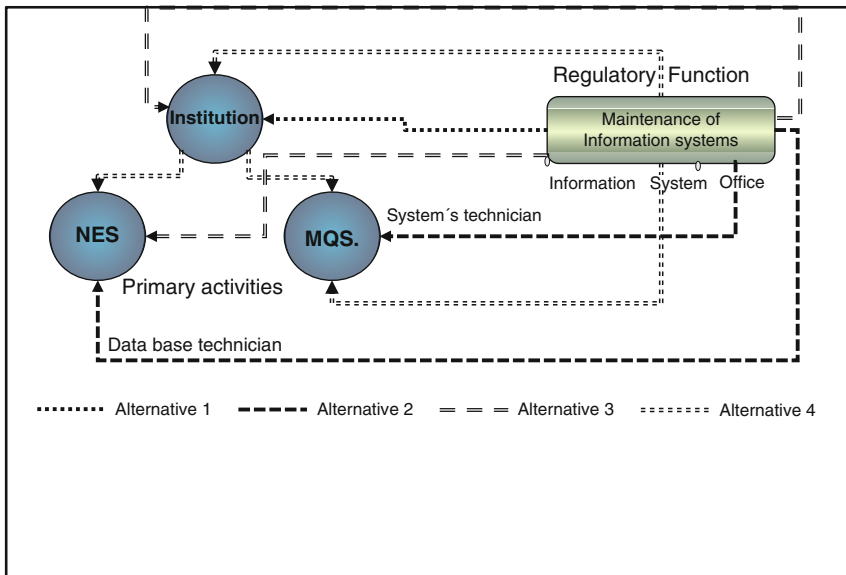 Regulatory Function
Institution
Maintenance of
Information systems
Information System Office
NES
MQS.
System´s technician
Primary activities
Data base technician
Alternative 1
Alternative 2
Alternative 3
Alternative 4